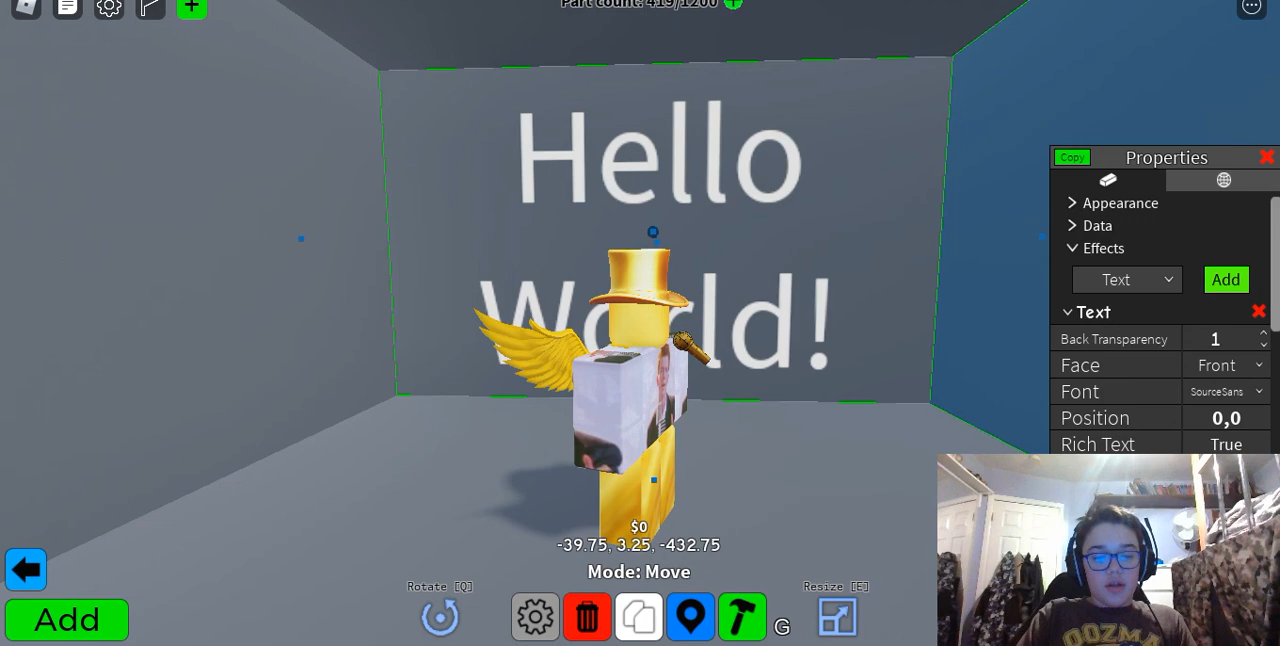 Part count: 419/1200
Hello
World!
Copy
Properties
Appearance
Data
Effects
Text
Add
Text
Back Transparency 1
Face Front
Font SourceSans
Position 0,0
Rich Text True
$0
-39.75, 3.25, -432.75
Mode: Move
Rotate [Q]
Resize [E]
G
Add
OOZMA